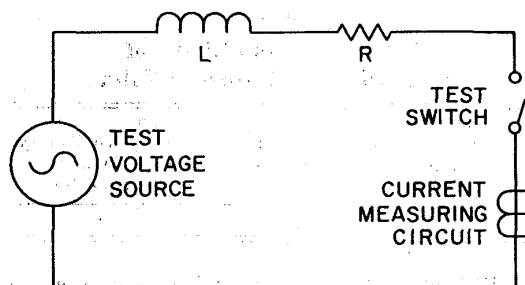 L
R
TEST
SWITCH
TEST
VOLTAGE
SOURCE
CURRENT
MEASURING
CIRCUIT